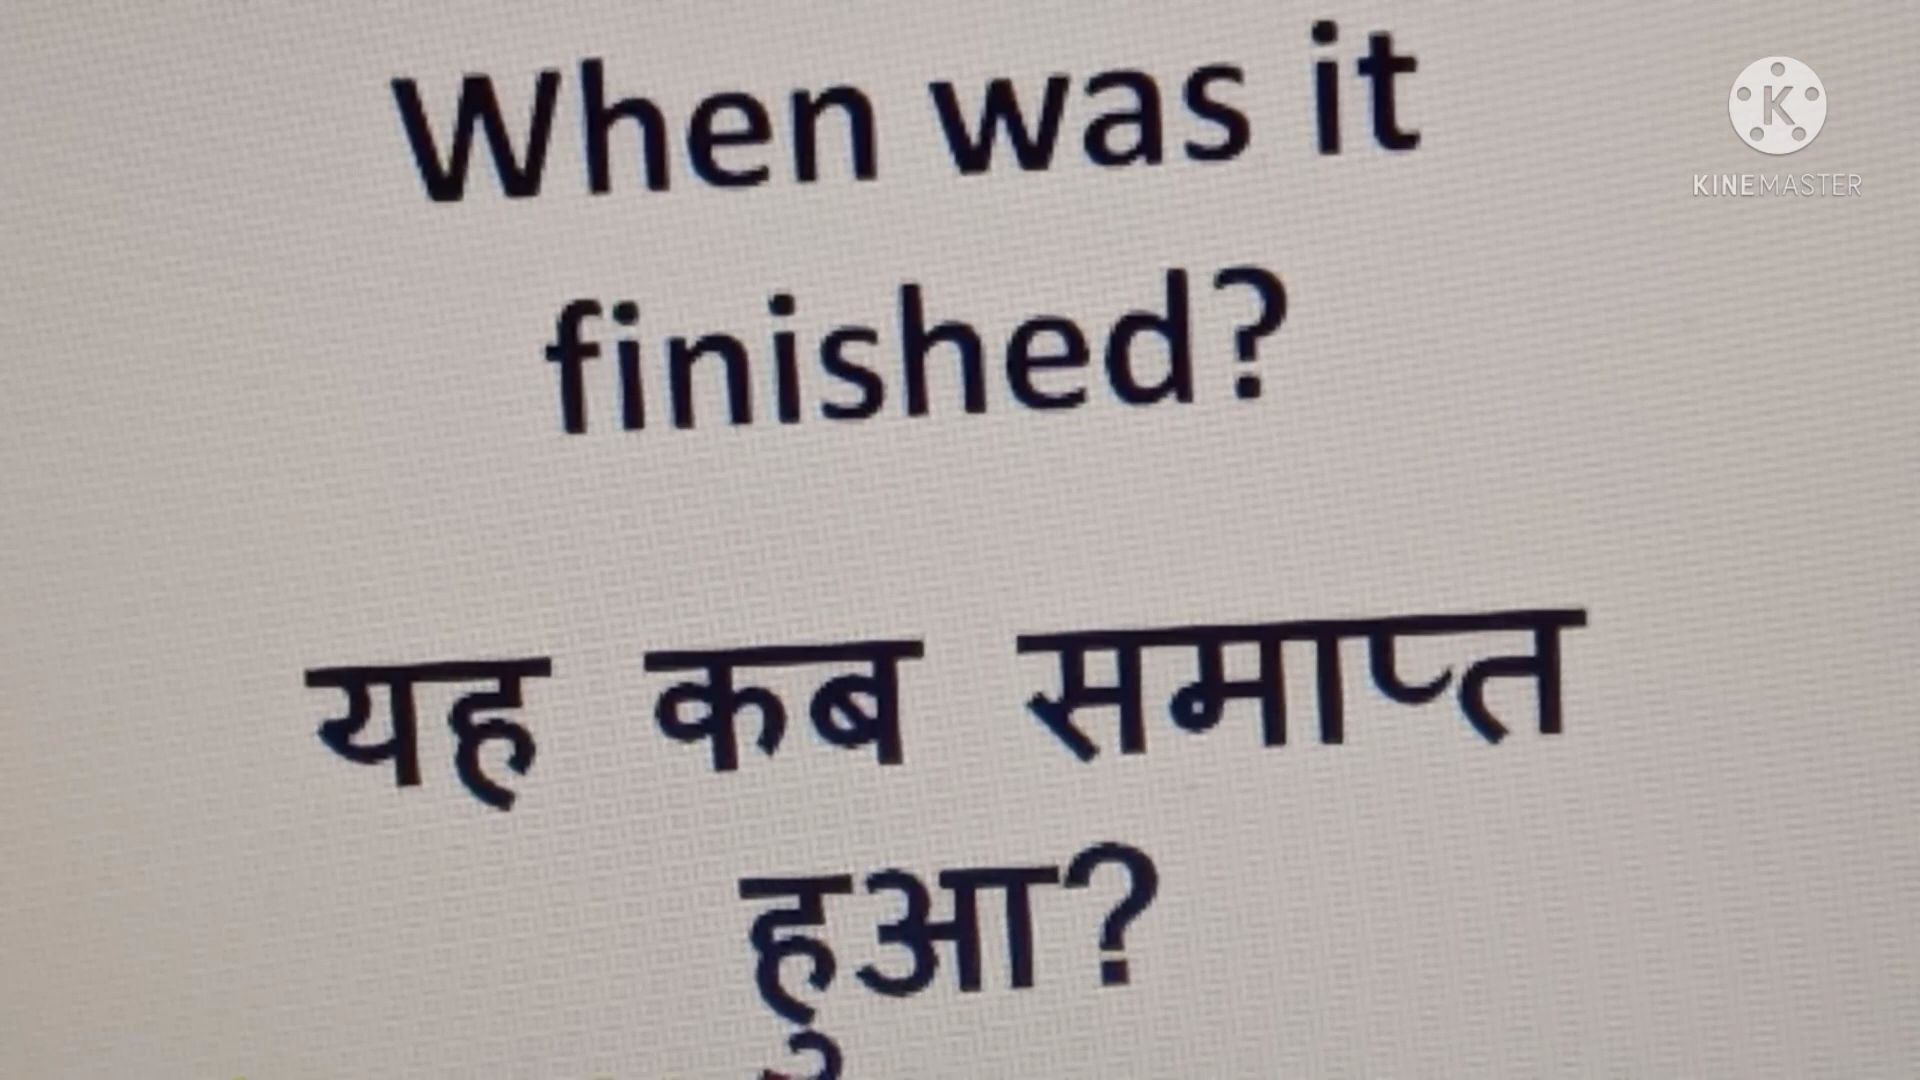 When was it
finished?
यह कब समाप्त
हुआ?
KINEMASTER